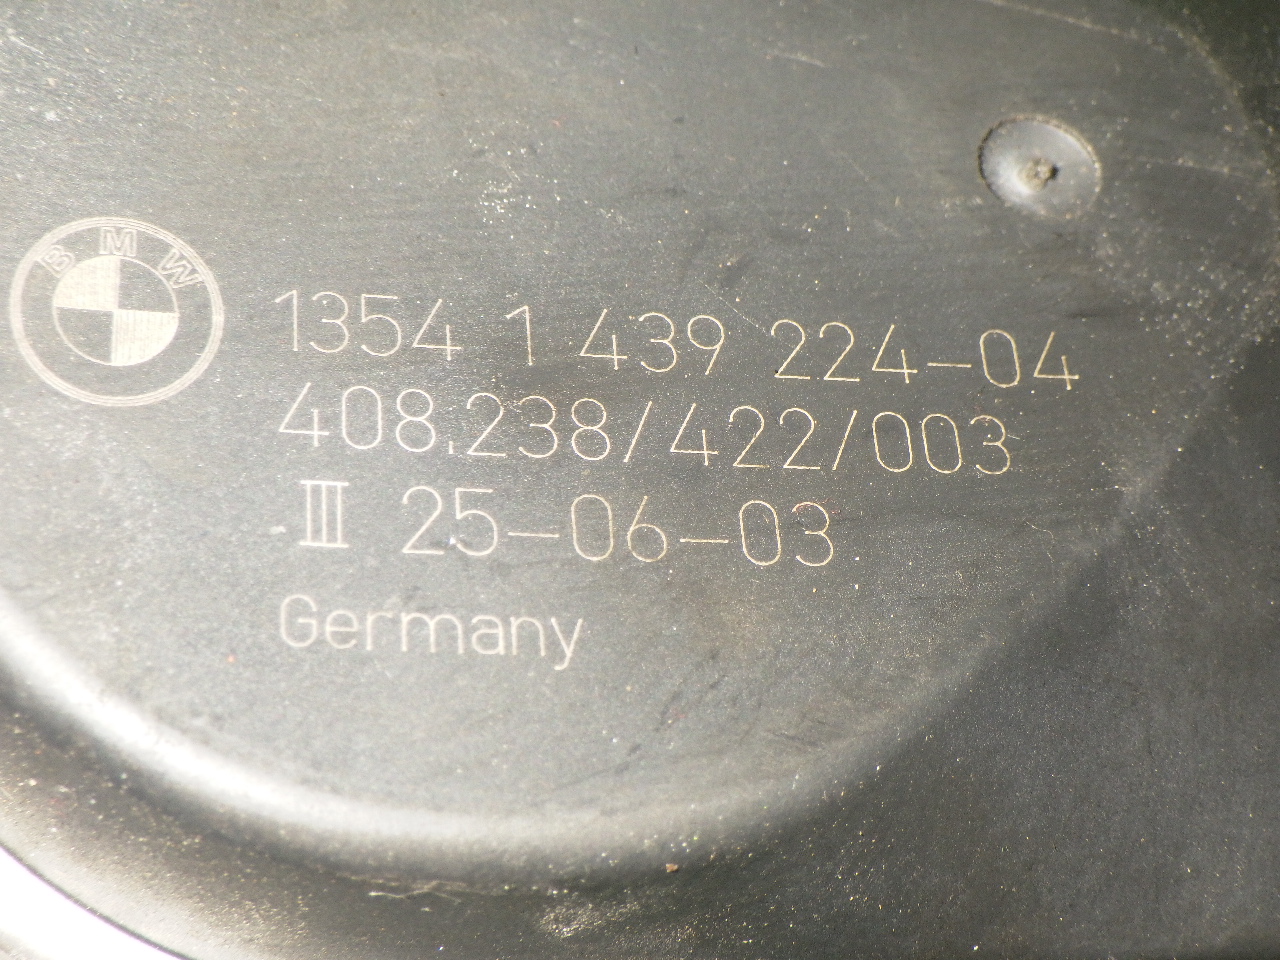 BMW
1354 1 439 224-04
408.238/422/003
III 25-06-03
Germany